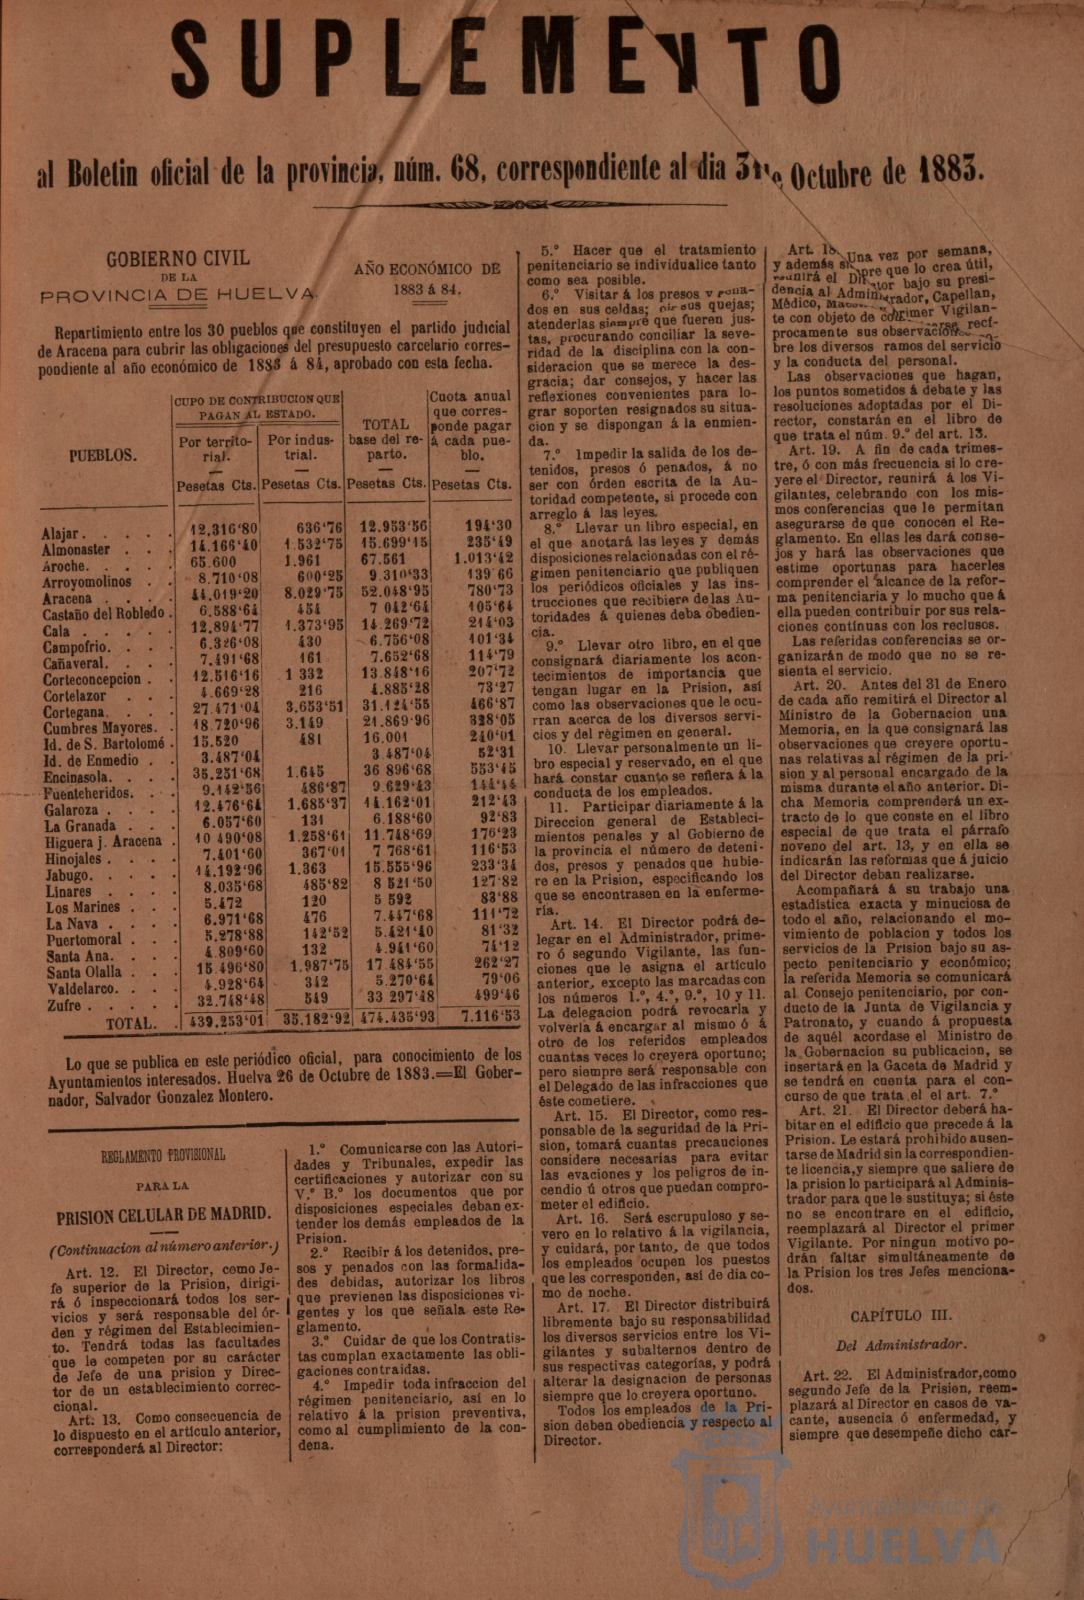 SUPLEMENTO
al Boletin oficial de la provincia, núm. 68, correspondiente al dia Octubre de 1883.
GOBIERNO CIVIL
DE LA
PROVINCIA DE HUELVA.
AÑO ECONÓMICO DE
1883 á 84.
Repartimiento entre los 30 pueblos que constituyen el partido judicial
de Aracena para cubrir las obligaciones del presupuesto carcelario corres-
pondiente al año económico de 1883 á 84, aprobado con esta fecha.
PUEBLOS.
CUPO DE CONTRIBUCION QUE
PAGAN AL ESTADO.
Por territo-
rial.
Pesetas Cts.
Por indus-
trial.
Pesetas Cts.
TOTAL
base del re-
parto.
Pesetas Cts.
Cuota anual
que corres-
ponde pagar
á cada pue-
blo.
Pesetas Cts.
Alajar. . . . . 12,316‘80 636‘76 12.953‘56 194‘30
Almonaster . . . 14.166‘40 1.532‘75 15.699‘15 235‘49
Aroche. . . . . 65.600 1.961 67.561 1.013‘42
Arroyomolinos . . 8.710‘08 600‘25 9.310‘33 139 66
Aracena . . . . 44.019‘20 8.029‘75 52.048‘95 780‘73
Castaño del Robledo . 6.588‘64 454 7 042‘64 105‘64
Cala . . . . . 12.894‘77 1.373‘95 14.269‘72 214‘03
Campofrio. . . . 6.326‘08 430 6.756‘08 101‘34
Cañaveral. . . . 7.491‘68 161 7.652‘68 114‘79
Corteconcepcion . . 12.516‘16 1 332 13.848‘16 207‘72
Cortelazor . . . 4.669‘28 216 4.885‘28 73‘27
Cortegana. . . . 27.471‘04 3.653‘51 31.124‘55 466‘87
Cumbres Mayores. . 18.720‘96 3.149 21.869‘96 328‘05
Id. de S. Bartolomé . 15.520 481 16.001 240‘01
Id. de Enmedio . . 3.487‘04 3.487‘04 52‘31
Encinasola. . . . 35.251‘68 1.645 36 896‘68 553‘45
Fuenteheridos. . . 9.142‘56 486‘87 9.629‘43 144‘44
Galaroza . . . . 12.476‘64 1.685‘37 14.162‘01 212‘43
La Granada . . . 6.057‘60 131 6.188‘60 92‘83
Higuera j. Aracena . 10 490‘08 1.258‘61 11.748‘69 176‘23
Hinojales . . . . 7.401‘60 367‘01 7 768‘61 116‘53
Jabugo. . . . . 14.192‘96 1.363 15.555‘96 233‘34
Linares . . . . 8.035‘68 485‘82 8 521‘50 127‘82
Los Marines . . . 5.472 120 5 592 83‘88
La Nava . . . . 6.971‘68 476 7.447‘68 111‘72
Puertomoral . . . 5.278‘88 142‘52 5.421‘40 81‘32
Santa Ana. . . . 4.809‘60 132 4.941‘60 74‘12
Santa Olalla . . . 15.496‘80 1.987‘75 17.484‘55 262‘27
Valdelarco. . . . 4.928‘64 342 5.270‘64 79‘06
Zufre . . . . . 32.748‘48 549 33 297‘48 499‘46
TOTAL. . 439.253‘01 35.182‘92 474.435‘93 7.116‘53
Lo que se publica en este periódico oficial, para conocimiento de los
Ayuntamientos interesados. Huelva 26 de Octubre de 1883.=El Gober-
nador, Salvador Gonzalez Montero.
REGLAMENTO PROVISIONAL
PARA LA
PRISION CELULAR DE MADRID.
(Continuacion al número anterior.)
Art. 12. El Director, como Je-
fe superior de la Prision, dirigi-
rá ó inspeccionará todos los ser-
vicios y será responsable del ór-
den y régimen del Establecimien-
to. Tendrá todas las facultades
que le competen por su carácter
de Jefe de una prision y Direc-
tor de un establecimiento correc-
cional.
Art: 13. Como consecuencia de
lo dispuesto en el artículo anterior,
corresponderá al Director:
1.º Comunicarse con las Autori-
dades y Tribunales, expedir las
certificaciones y autorizar con su
V.º B.º los documentos que por
disposiciones especiales deban ex-
tender los demás empleados de la
Prision.
2.º Recibir á los detenidos, pre-
sos y penados con las formalida-
des debidas, autorizar los libros
que previenen las disposiciones vi-
gentes y los que señala este Re-
glamento.
3.º Cuidar de que los Contratis-
tas cumplan exactamente las obli-
gaciones contraidas.
4.º Impedir toda infraccion del
régimen penitenciario, así en lo
relativo á la prision preventiva,
como al cumplimiento de la con-
dena.
5.º Hacer que el tratamiento
penitenciario se individualice tanto
como sea posible.
6.º Visitar á los presos y pena-
dos en sus celdas; oir sus quejas;
atenderlas siempre que fueren jus-
tas, procurando conciliar la seve-
ridad de la disciplina con la con-
sideracion que se merece la des-
gracia; dar consejos, y hacer las
reflexiones convenientes para lo-
grar soporten resignados su situa-
cion y se dispongan á la enmien-
da.
7.º Impedir la salida de los de-
tenidos, presos ó penados, á no
ser con órden escrita de la Au-
toridad competente, si procede con
arreglo á las leyes.
8.º Llevar un libro especial, en
el que anotará las leyes y demás
disposiciones relacionadas con el ré-
gimen penitenciario que publiquen
los periódicos oficiales y las ins-
trucciones que recibiere de las Au-
toridades á quienes deba obedien-
cia.
9.º Llevar otro libro, en el que
consignará diariamente los acon-
tecimientos de importancia que
tengan lugar en la Prision, así
como las observaciones que le ocu-
rran acerca de los diversos servi-
cios y del régimen en general.
10. Llevar personalmente un li-
bro especial y reservado, en el que
hará constar cuanto se refiera á la
conducta de los empleados.
11. Participar diariamente á la
Direccion general de Estableci-
mientos penales y al Gobierno de
la provincia el número de deteni-
dos, presos y penados que hubie-
re en la Prision, especificando los
que se encontrasen en la enferme-
ría.
Art. 14. El Director podrá de-
legar en el Administrador, prime-
ro ó segundo Vigilante, las fun-
ciones que le asigna el artículo
anterior, excepto las marcadas con
los números 1.º, 4.º, 9.º, 10 y 11.
La delegacion podrá revocarla y
volverla á encargar al mismo ó á
otro de los referidos empleados
cuantas veces lo creyera oportuno;
pero siempre será responsable con
el Delegado de las infracciones que
éste cometiere.
Art. 15. El Director, como res-
ponsable de la seguridad de la Pri-
sion, tomará cuantas precauciones
considere necesarias para evitar
las evaciones y los peligros de in-
cendio ú otros que puedan compro-
meter el edificio.
Art. 16. Será escrupuloso y se-
vero en lo relativo á la vigilancia,
y cuidará, por tanto, de que todos
los empleados ocupen los puestos
que les corresponden, así de dia co-
mo de noche.
Art. 17. El Director distribuirá
libremente bajo su responsabilidad
los diversos servicios entre los Vi-
gilantes y subalternos dentro de
sus respectivas categorías, y podrá
alterar la designacion de personas
siempre que lo creyera oportuno.
Todos los empleados de la Pri-
sion deben obediencia y respeto al
Director.
Art. 18. Una vez por semana,
y además que lo crea útil,
reunirá el Director bajo su presi-
dencia al Administrador, Capellan,
Médico, primer Vigilan-
te con objeto de que recí-
procamente sus observaciones
bre los diversos ramos del servicio
y la conducta del personal.
Las observaciones que hagan,
los puntos sometidos á debate y las
resoluciones adoptadas por el Di-
rector, constarán en el libro de
que trata el núm. 9.º del art. 13.
Art. 19. A fin de cada trimes-
tre, ó con más frecuencia si lo cre-
yere el Director, reunirá á los Vi-
gilantes, celebrando con los mis-
mos conferencias que le permitan
asegurarse de que conocen el Re-
glamento. En ellas les dará conse-
jos y hará las observaciones que
estime oportunas para hacerles
comprender el alcance de la refor-
ma penitenciaria y lo mucho que á
ella pueden contribuir por sus rela-
ciones contínuas con los reclusos.
Las referidas conferencias se or-
ganizarán de modo que no se re-
sienta el servicio.
Art. 20. Antes del 31 de Enero
de cada año remitirá el Director al
Ministro de la Gobernacion una
Memoria, en la que consignará las
observaciones que creyere oportu-
nas relativas al régimen de la pri-
sion y al personal encargado de la
misma durante el año anterior. Di-
cha Memoria comprenderá un ex-
tracto de lo que conste en el libro
especial de que trata el párrafo
noveno del art. 13, y en ella se
indicarán las reformas que á juicio
del Director deban realizarse.
Acompañará á su trabajo una
estadística exacta y minuciosa de
todo el año, relacionando el mo-
vimiento de poblacion y todos los
servicios de la Prision bajo su as-
pecto penitenciario y económico;
la referida Memoria se comunicará
al Consejo penitenciario, por con-
ducto de la Junta de Vigilancia y
Patronato, y cuando á propuesta
de aquél acordase el Ministro de
la Gobernacion su publicacion, se
insertará en la Gaceta de Madrid y
se tendrá en cuenta para el con-
curso de que trata el el art. 7.º
Art. 21. El Director deberá ha-
bitar en el edificio que precede á la
Prision. Le estará prohibido ausen-
tarse de Madrid sin la correspondien-
te licencia, y siempre que saliere de
la prision lo participará al Adminis-
trador para que le sustituya; si éste
no se encontrare en el edificio,
reemplazará al Director el primer
Vigilante. Por ningun motivo po-
drán faltar simultáneamente de
la Prision los tres Jefes menciona-
dos.
CAPÍTULO III.
Del Administrador.
Art. 22. El Administrador, como
segundo Jefe de la Prision, reem-
plazará al Director en casos de va-
cante, ausencia ó enfermedad, y
siempre que desempeñe dicho car-
Ayuntamiento de
HUELVA